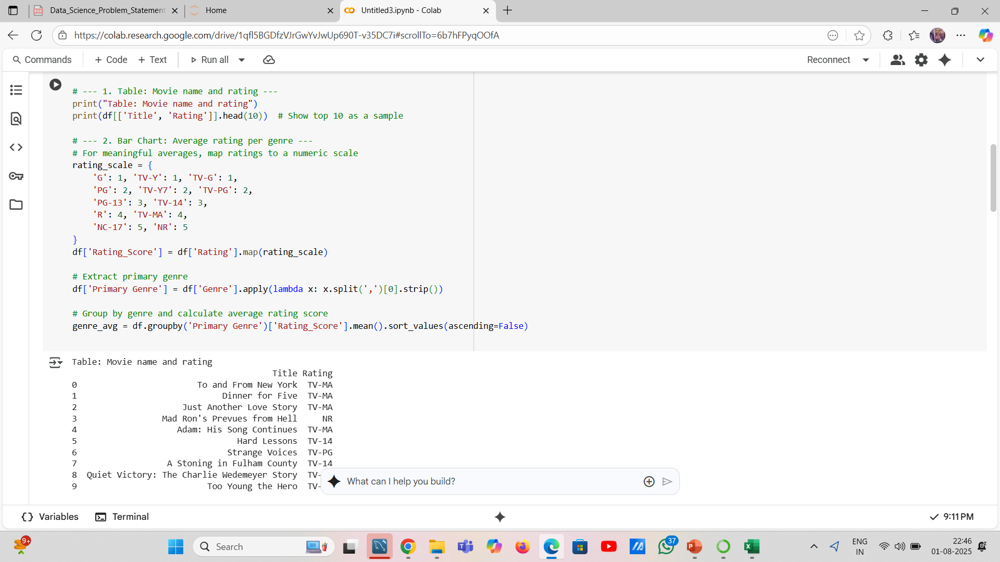 Data_Science_Problem_Statement
Home
Untitled3.ipynb - Colab
https://colab.research.google.com/drive/1qfl5BGDfzVJrGwYvJwUp690T-v35DC7i#scrollTo=6b7hFPyqOOfA
Commands
+ Code
+ Text
Run all
Reconnect
# --- 1. Table: Movie name and rating ---
print("Table: Movie name and rating")
print(df[['Title', 'Rating']].head(10))  # Show top 10 as a sample
# --- 2. Bar Chart: Average rating per genre ---
# For meaningful averages, map ratings to a numeric scale
rating_scale = {
    'G': 1, 'TV-Y': 1, 'TV-G': 1,
    'PG': 2, 'TV-Y7': 2, 'TV-PG': 2,
    'PG-13': 3, 'TV-14': 3,
    'R': 4, 'TV-MA': 4,
    'NC-17': 5, 'NR': 5
}
df['Rating_Score'] = df['Rating'].map(rating_scale)
# Extract primary genre
df['Primary Genre'] = df['Genre'].apply(lambda x: x.split(',')[0].strip())
# Group by genre and calculate average rating score
genre_avg = df.groupby('Primary Genre')['Rating_Score'].mean().sort_values(ascending=False)
Table: Movie name and rating
Title Rating
0 To and From New York TV-MA
1 Dinner for Five TV-MA
2 Just Another Love Story TV-MA
3 Mad Ron's Prevues from Hell NR
4 Adam: His Song Continues TV-MA
5 Hard Lessons TV-14
6 Strange Voices TV-PG
7 A Stoning in Fulham County TV-14
8 Quiet Victory: The Charlie Wedemeyer Story TV-
9 Too Young the Hero TV-
What can I help you build?
Variables
Terminal
9:11 PM
9+
Search
37
ENG
IN
22:46
01-08-2025